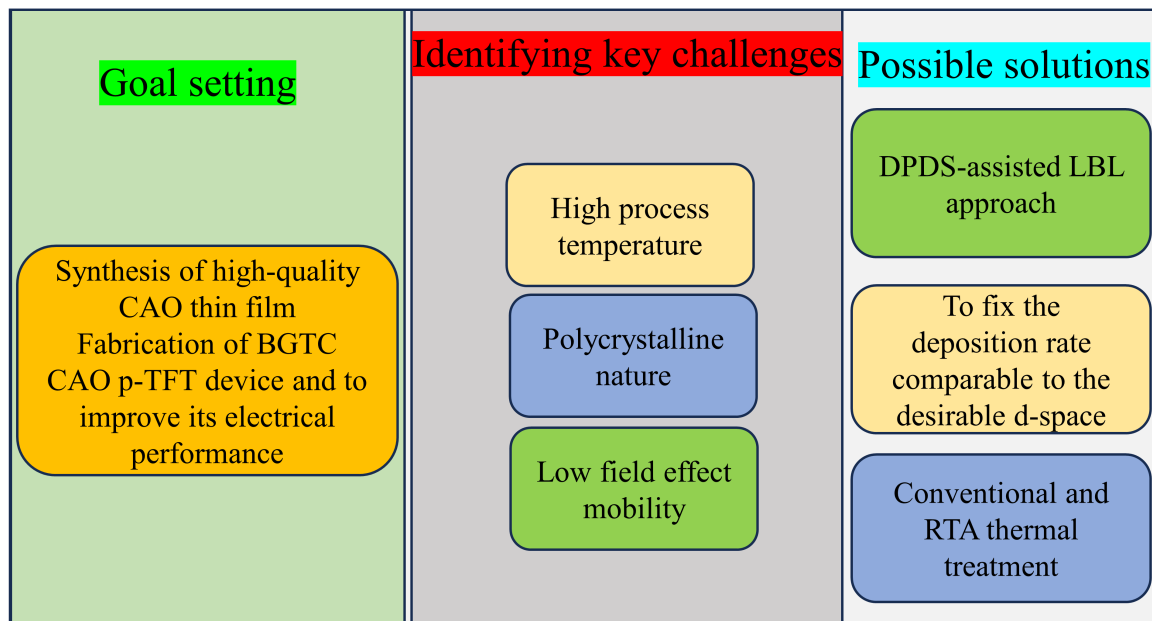 Goal setting
Synthesis of high-quality
CAO thin film
Fabrication of BGTC
CAO p-TFT device and to
improve its electrical
performance
Identifying key challenges
High process
temperature
Polycrystalline
nature
Low field effect
mobility
Possible solutions
DPDS-assisted LBL
approach
To fix the
deposition rate
comparable to the
desirable d-space
Conventional and
RTA thermal
treatment